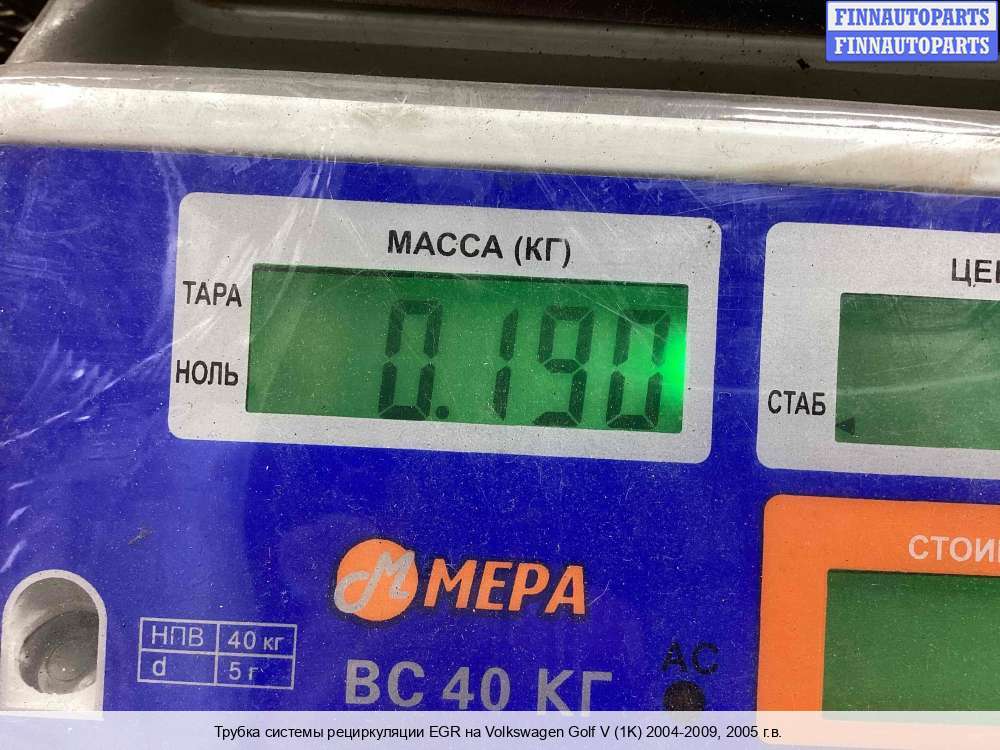 FINNAUTOPARTS
FINNAUTOPARTS
МАССА (КГ)
ТАРА
0.190
НОЛЬ
СТАБ
МЕРА
НПВ 40 кг
d 5 г
ВС 40 КГ
АС
Трубка системы рециркуляции EGR на Volkswagen Golf V (1K) 2004-2009, 2005 г.в.